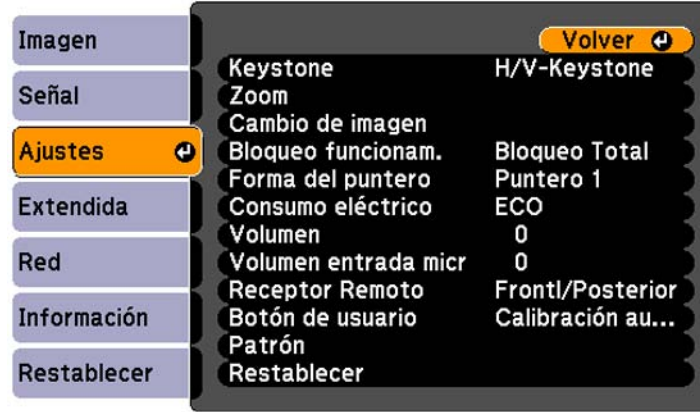 Imagen
Señal
Ajustes
Extendida
Red
Información
Restablecer
Volver
Keystone H/V-Keystone
Zoom
Cambio de imagen
Bloqueo funcionam. Bloqueo Total
Forma del puntero Puntero 1
Consumo eléctrico ECO
Volumen 0
Volumen entrada micr 0
Receptor Remoto Frontl/Posterior
Botón de usuario Calibración au...
Patrón
Restablecer